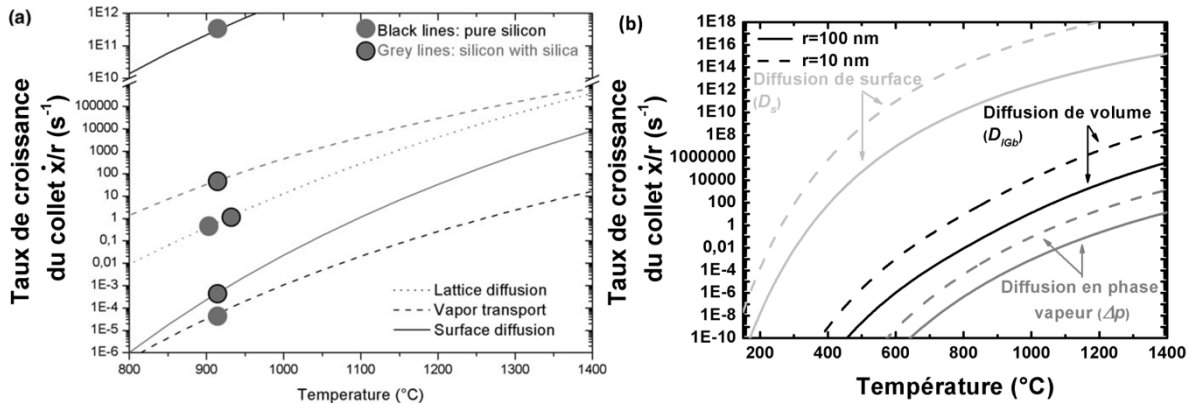 (a)
Taux de croissance
du collet ẋ/r (s⁻¹)
1E12
1E11
1E10
100000
10000
1000
100
10
1
0,1
0,01
1E-3
1E-4
1E-5
1E-6
Black lines: pure silicon
Grey lines: silicon with silica
Lattice diffusion
Vapor transport
Surface diffusion
800 900 1000 1100 1200 1300 1400
Temperature (°C)
(b)
Taux de croissance
du collet ẋ/r (s⁻¹)
1E18
1E16
1E14
1E12
1E10
1E8
1000000
10000
100
1
0,01
1E-4
1E-6
1E-8
1E-10
r=100 nm
r=10 nm
Diffusion de surface
(Ds)
Diffusion de volume
(DlGb)
Diffusion en phase
vapeur (Δp)
200 400 600 800 1000 1200 1400
Température (°C)